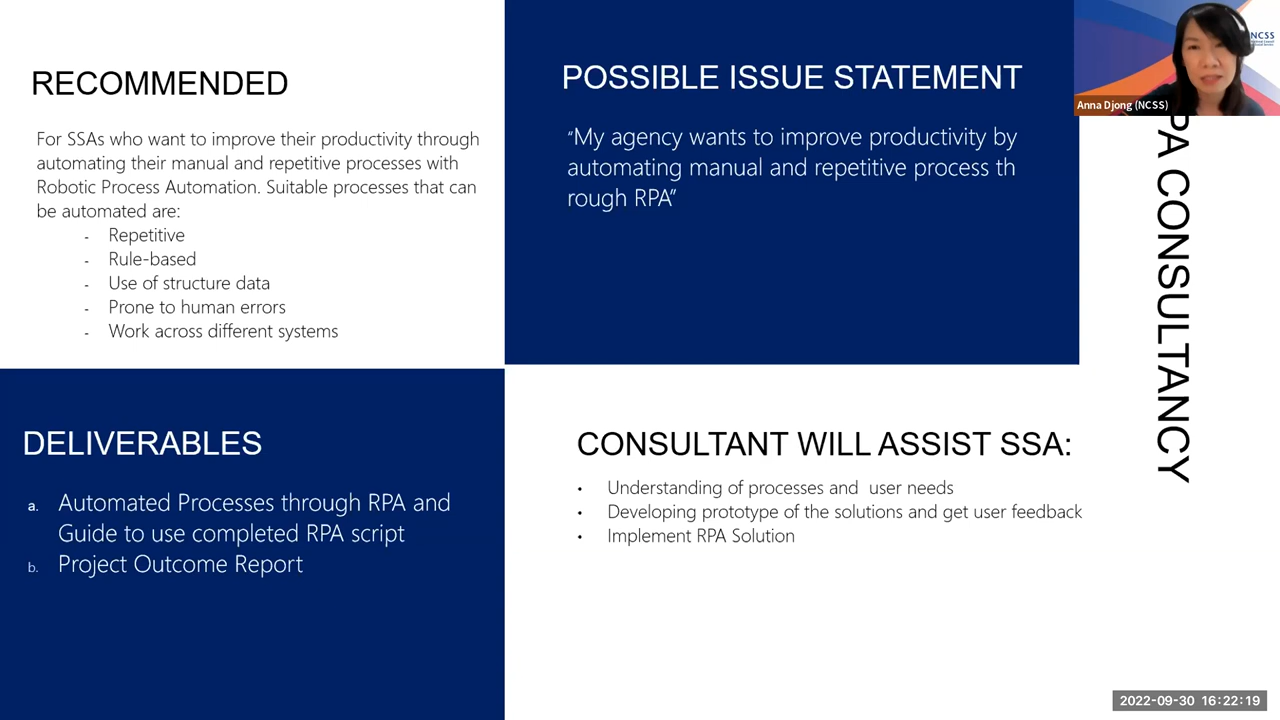 RECOMMENDED
For SSAs who want to improve their productivity through
automating their manual and repetitive processes with
Robotic Process Automation. Suitable processes that can
be automated are:
- Repetitive
- Rule-based
- Use of structure data
- Prone to human errors
- Work across different systems
POSSIBLE ISSUE STATEMENT
“My agency wants to improve productivity by
automating manual and repetitive process th
rough RPA”
DELIVERABLES
a. Automated Processes through RPA and
Guide to use completed RPA script
b. Project Outcome Report
CONSULTANT WILL ASSIST SSA:
• Understanding of processes and  user needs
• Developing prototype of the solutions and get user feedback
• Implement RPA Solution
PA CONSULTANCY
NCSS
Anna Djong (NCSS)
2022-09-30 16:22:19